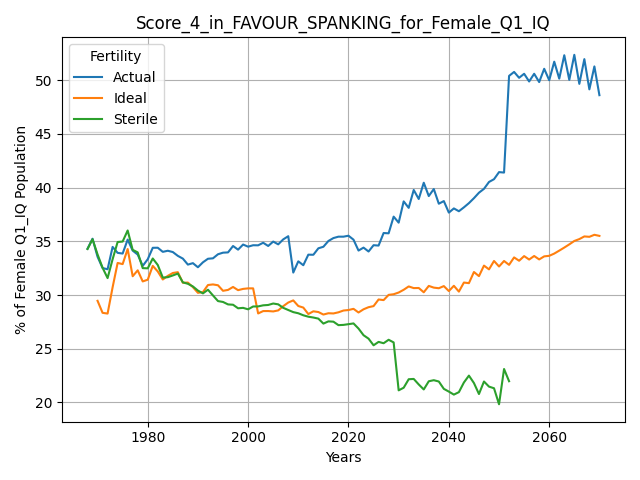 Score_4_in_FAVOUR_SPANKING_for_Female_Q1_IQ
Fertility
Actual
Ideal
Sterile
% of Female Q1_IQ Population
50
45
40
35
30
25
20
1980
2000
2020
2040
2060
Years